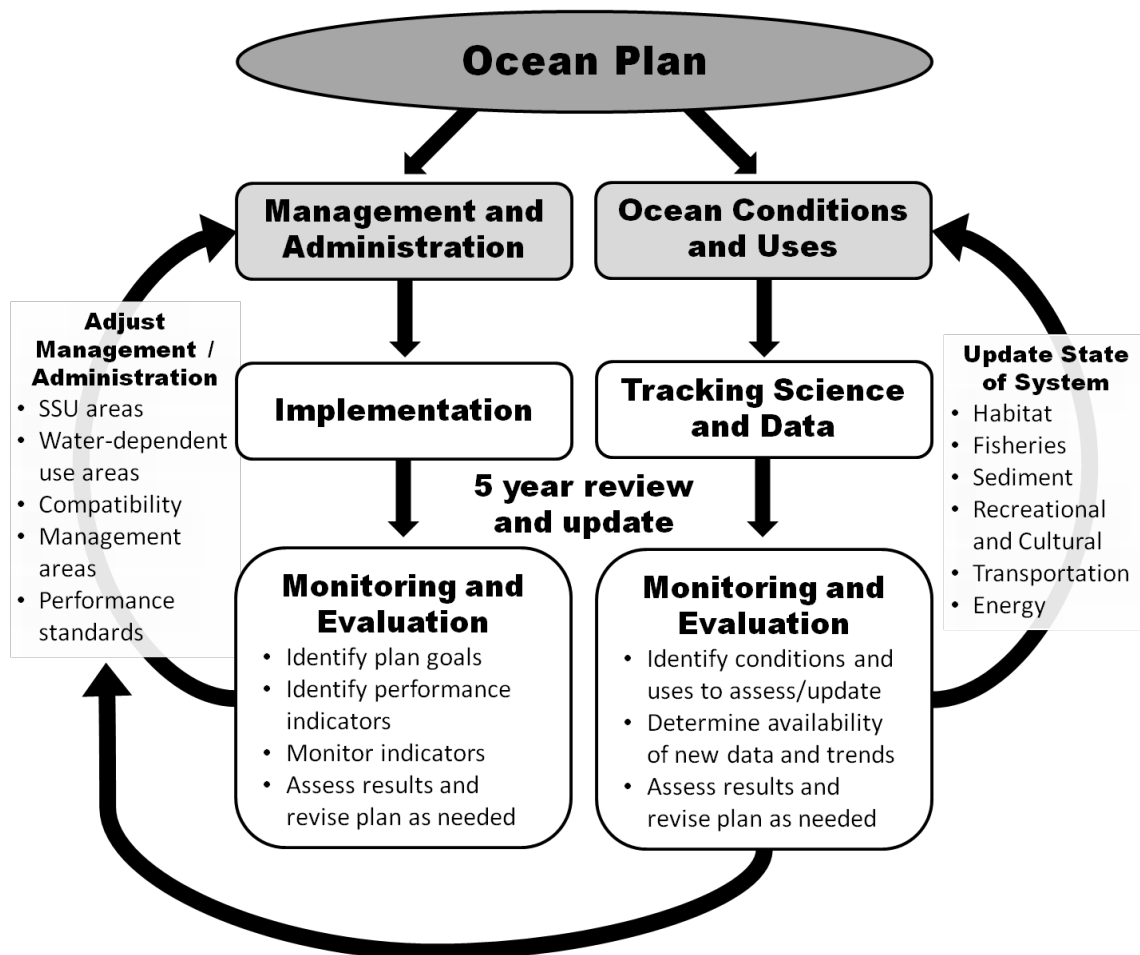 Ocean Plan
Management and
Administration
Ocean Conditions
and Uses
Adjust
Management /
Administration
• SSU areas
• Water-dependent
use areas
• Compatibility
• Management
areas
• Performance
standards
Implementation
Tracking Science
and Data
Update State
of System
• Habitat
• Fisheries
• Sediment
• Recreational
and Cultural
• Transportation
• Energy
5 year review
and update
Monitoring and
Evaluation
• Identify plan goals
• Identify performance
indicators
• Monitor indicators
• Assess results and
revise plan as needed
Monitoring and
Evaluation
• Identify conditions and
uses to assess/update
• Determine availability
of new data and trends
• Assess results and
revise plan as needed